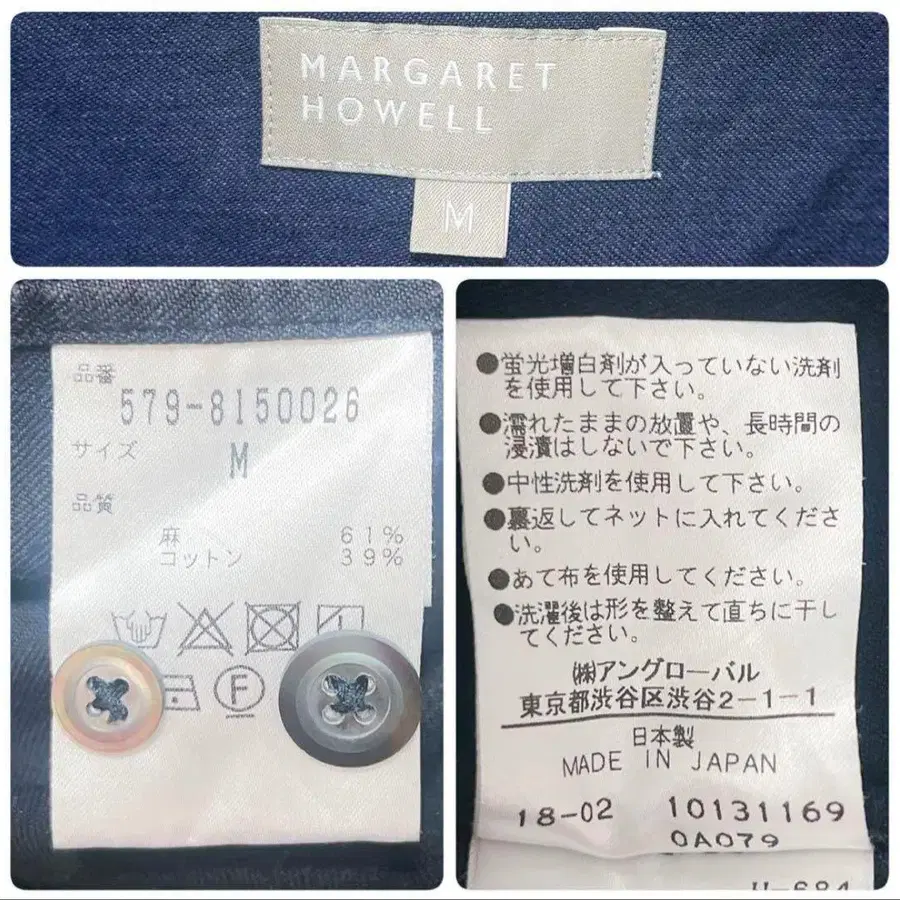 MARGARET
HOWELL
M
品番
579-8150026
サイズ
M
品質
麻 61%
コットン 39%
F
●蛍光増白剤が入っていない洗剤
を使用して下さい。
●濡れたままの放置や、長時間の
浸漬はしないで下さい。
●中性洗剤を使用して下さい。
●裏返してネットに入れてくださ
い。
●あて布を使用してください。
●洗濯後は形を整えて直ちに干し
てください。
㈱アングローバル
東京都渋谷区渋谷2-1-1
日本製
MADE IN JAPAN
18-02 10131169
0A079